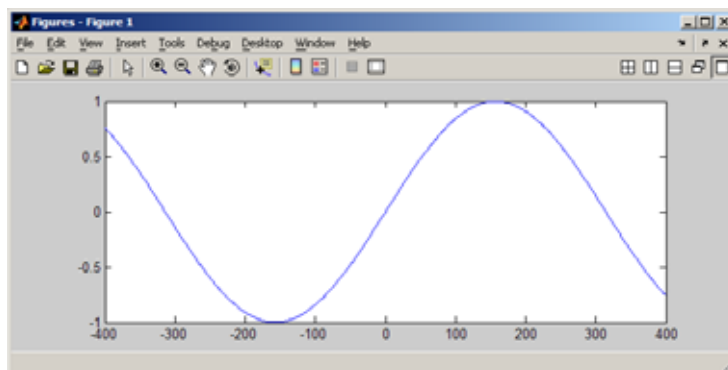 Figures - Figure 1
File Edit View Insert Tools Debug Desktop Window Help
1
0.5
0
-0.5
-1
-400 -300 -200 -100 0 100 200 300 400